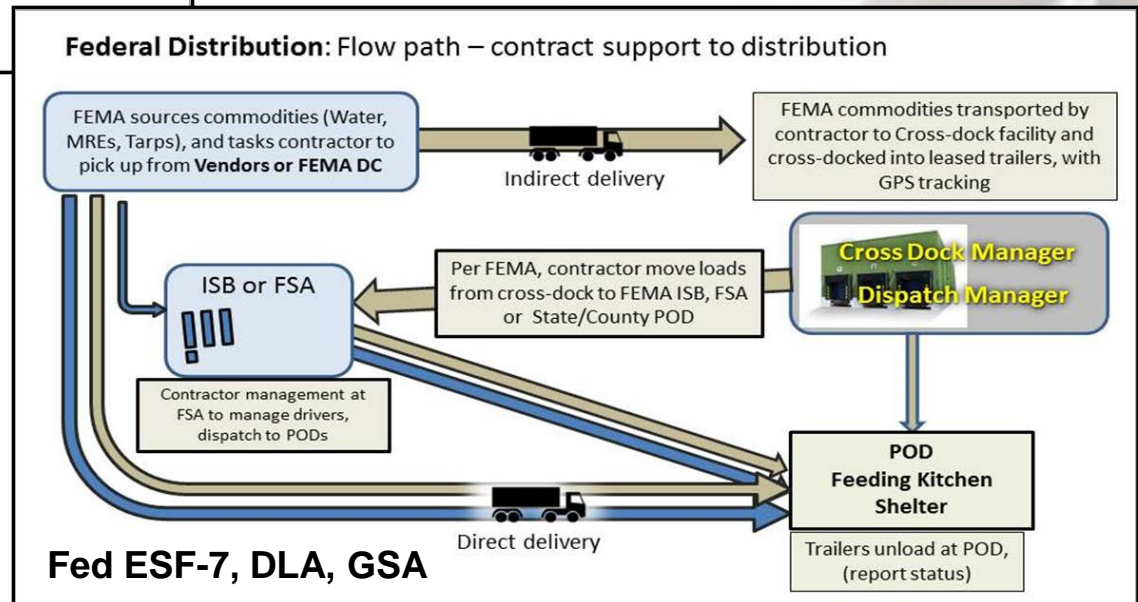 Federal Distribution: Flow path – contract support to distribution
FEMA sources commodities (Water,
MREs, Tarps), and tasks contractor to
pick up from Vendors or FEMA DC
Indirect delivery
FEMA commodities transported by
contractor to Cross-dock facility and
cross-docked into leased trailers, with
GPS tracking
ISB or FSA
Per FEMA, contractor move loads
from cross-dock to FEMA ISB, FSA
or State/County POD
Cross Dock Manager
Dispatch Manager
Contractor management at
FSA to manage drivers,
dispatch to PODs
POD
Feeding Kitchen
Shelter
Direct delivery
Trailers unload at POD,
(report status)
Fed ESF-7, DLA, GSA